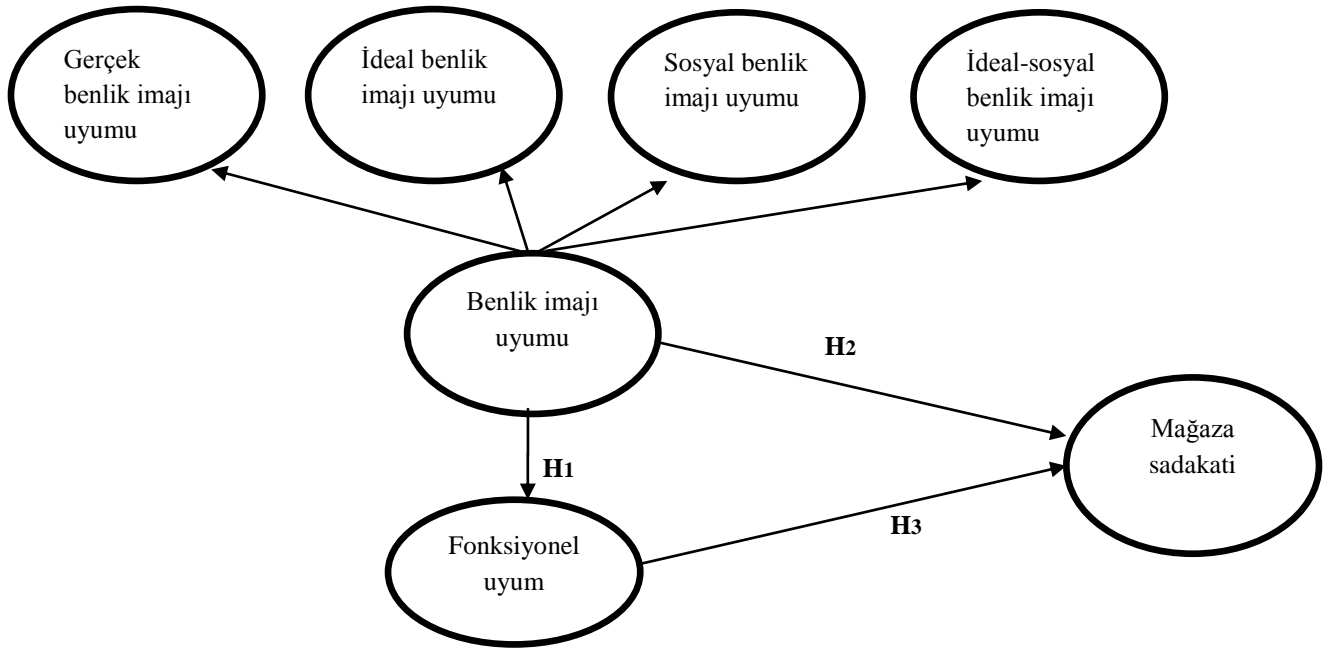 Gerçek
benlik imajı
uyumu
İdeal benlik
imajı uyumu
Sosyal benlik
imajı uyumu
İdeal-sosyal
benlik imajı
uyumu
Benlik imajı
uyumu
H2
Mağaza
sadakati
H1
H3
Fonksiyonel
uyum